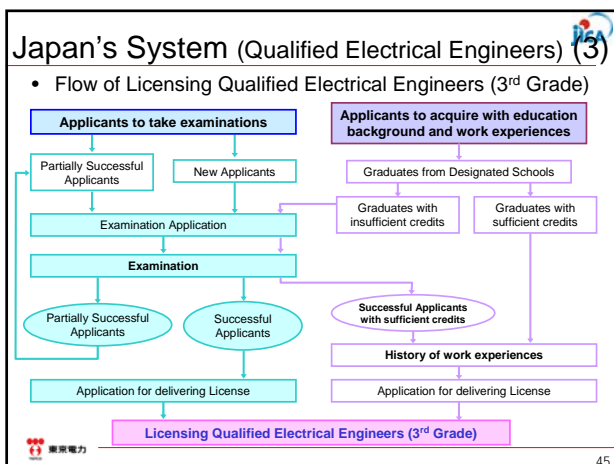 Japan's System (Qualified Electrical Engineers) (3)
jICA
• Flow of Licensing Qualified Electrical Engineers (3rd Grade)
Applicants to take examinations
Applicants to acquire with education
background and work experiences
Partially Successful
Applicants
New Applicants
Graduates from Designated Schools
Examination Application
Graduates with
insufficient credits
Graduates with
sufficient credits
Examination
Partially Successful
Applicants
Successful
Applicants
Successful Applicants
with sufficient credits
History of work experiences
Application for delivering License
Application for delivering License
Licensing Qualified Electrical Engineers (3rd Grade)
東京電力
45